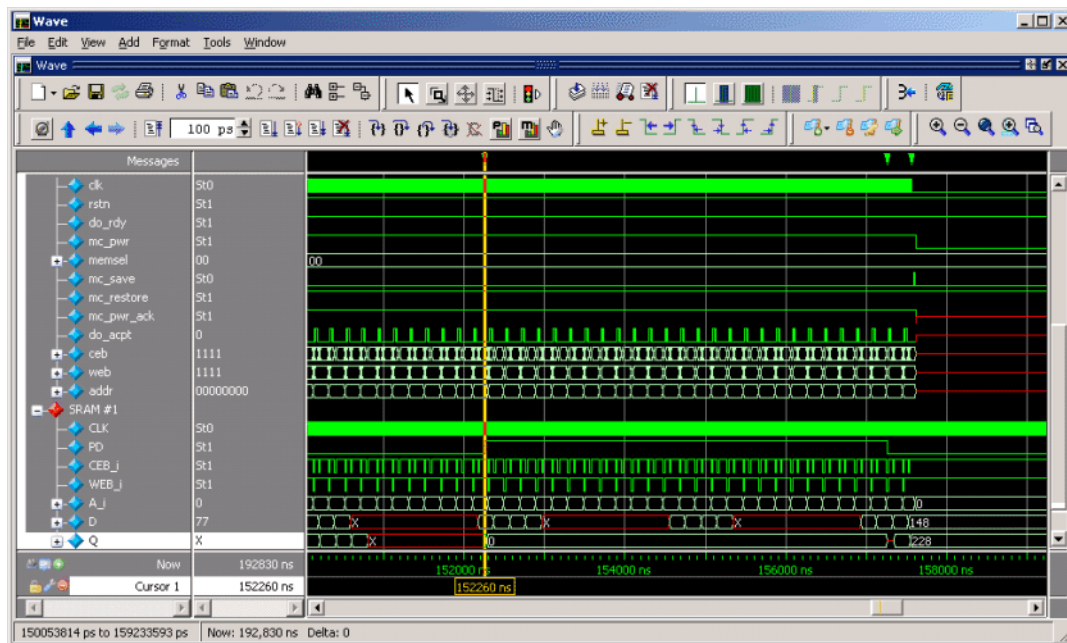 Wave
File Edit View Add Format Tools Window
Wave
100 ps
Messages
clk St0
rstn St1
do_rdy St1
mc_pwr St1
memsel 00 00
mc_save St0
mc_restore St1
mc_pwr_ack St1
do_acpt 0
ceb 1111
web 1111
addr 00000000
SRAM #1
CLK St0
PD St1
CEB_i St1
WEB_i St1
A_i 0 0
D 77 X X X 148
Q X X 0 228
Now 192830 ns 152000 ns 154000 ns 156000 ns 158000 ns
Cursor 1 152260 ns 152260 ns
150053814 ps to 159233593 ps Now: 192,830 ns Delta: 0